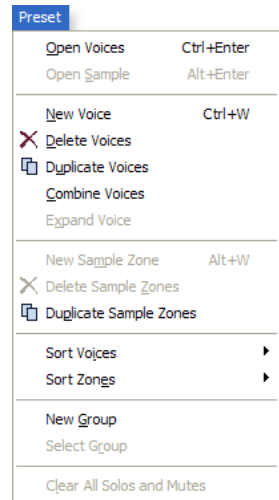 Preset
Open Voices Ctrl+Enter
Open Sample Alt+Enter
New Voice Ctrl+W
Delete Voices
Duplicate Voices
Combine Voices
Expand Voice
New Sample Zone Alt+W
Delete Sample Zones
Duplicate Sample Zones
Sort Voices
Sort Zones
New Group
Select Group
Clear All Solos and Mutes